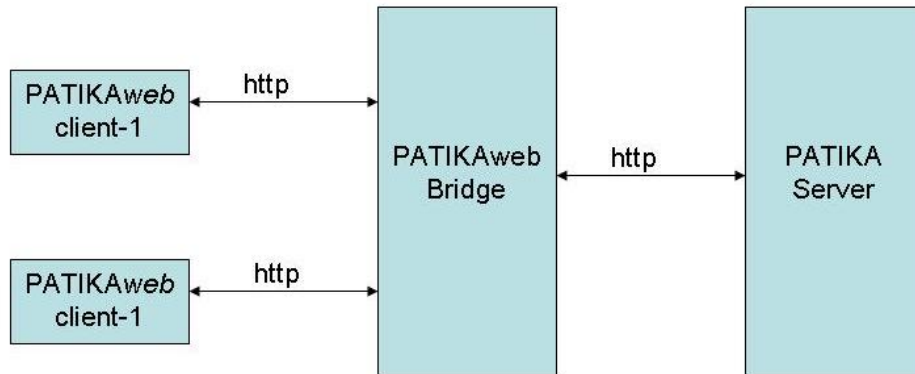 PATIKAweb
client-1
http
PATIKAweb
Bridge
http
PATIKA
Server
PATIKAweb
client-1
http